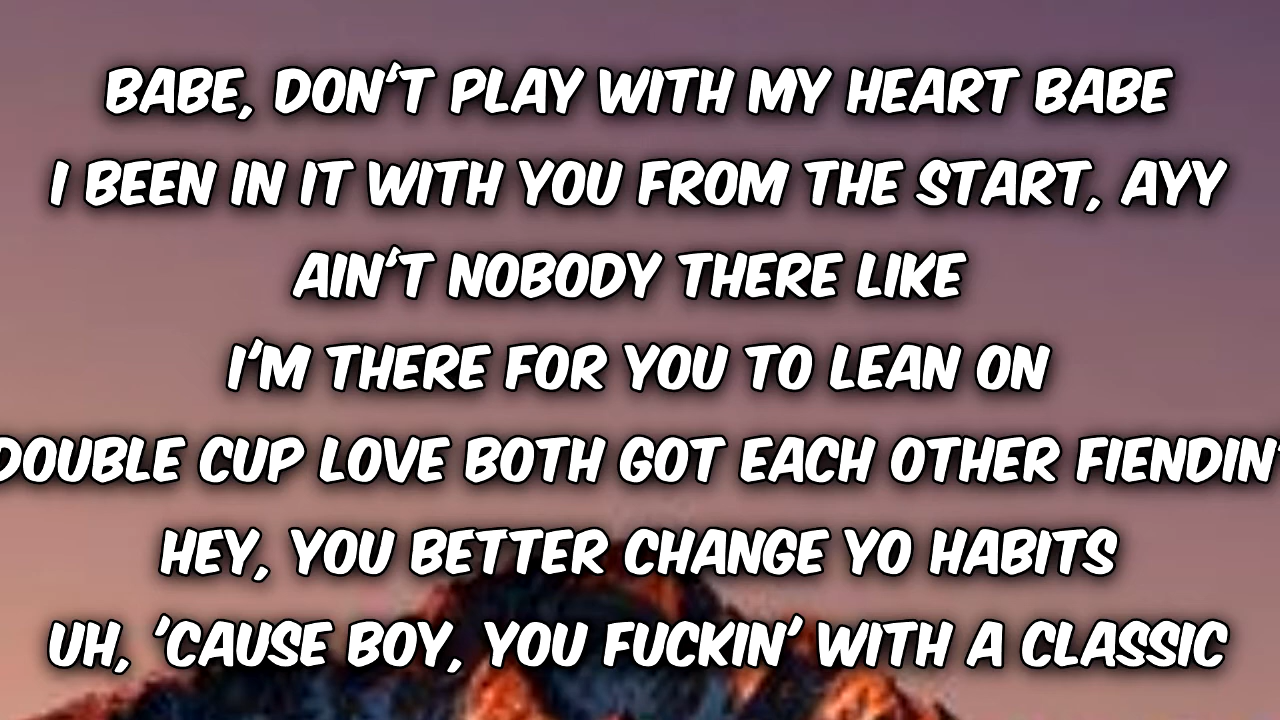 BABE, DON'T PLAY WITH MY HEART BABE
I BEEN IN IT WITH YOU FROM THE START, AYY
AIN'T NOBODY THERE LIKE
I'M THERE FOR YOU TO LEAN ON
DOUBLE CUP LOVE BOTH GOT EACH OTHER FIENDIN'
HEY, YOU BETTER CHANGE YO HABITS
UH, 'CAUSE BOY, YOU FUCKIN' WITH A CLASSIC